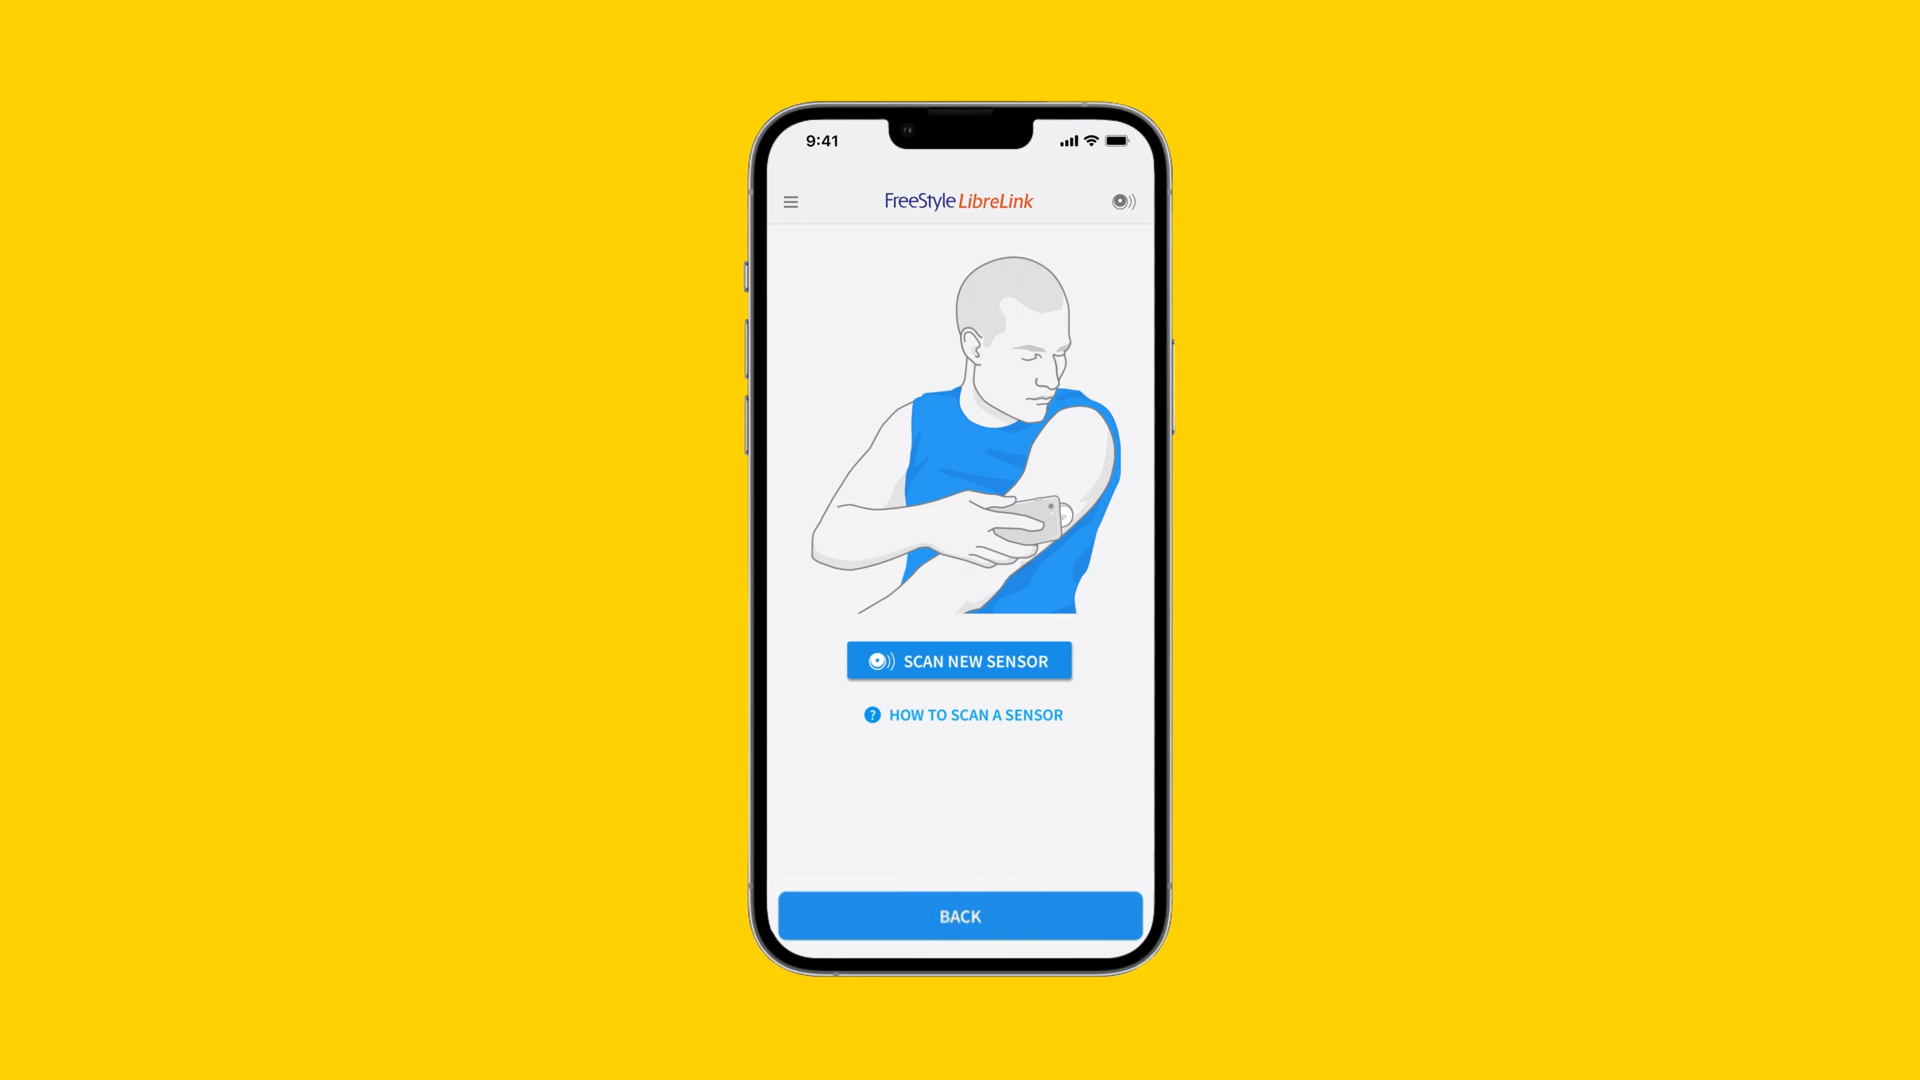 9:41
FreeStyle LibreLink
SCAN NEW SENSOR
? HOW TO SCAN A SENSOR
BACK